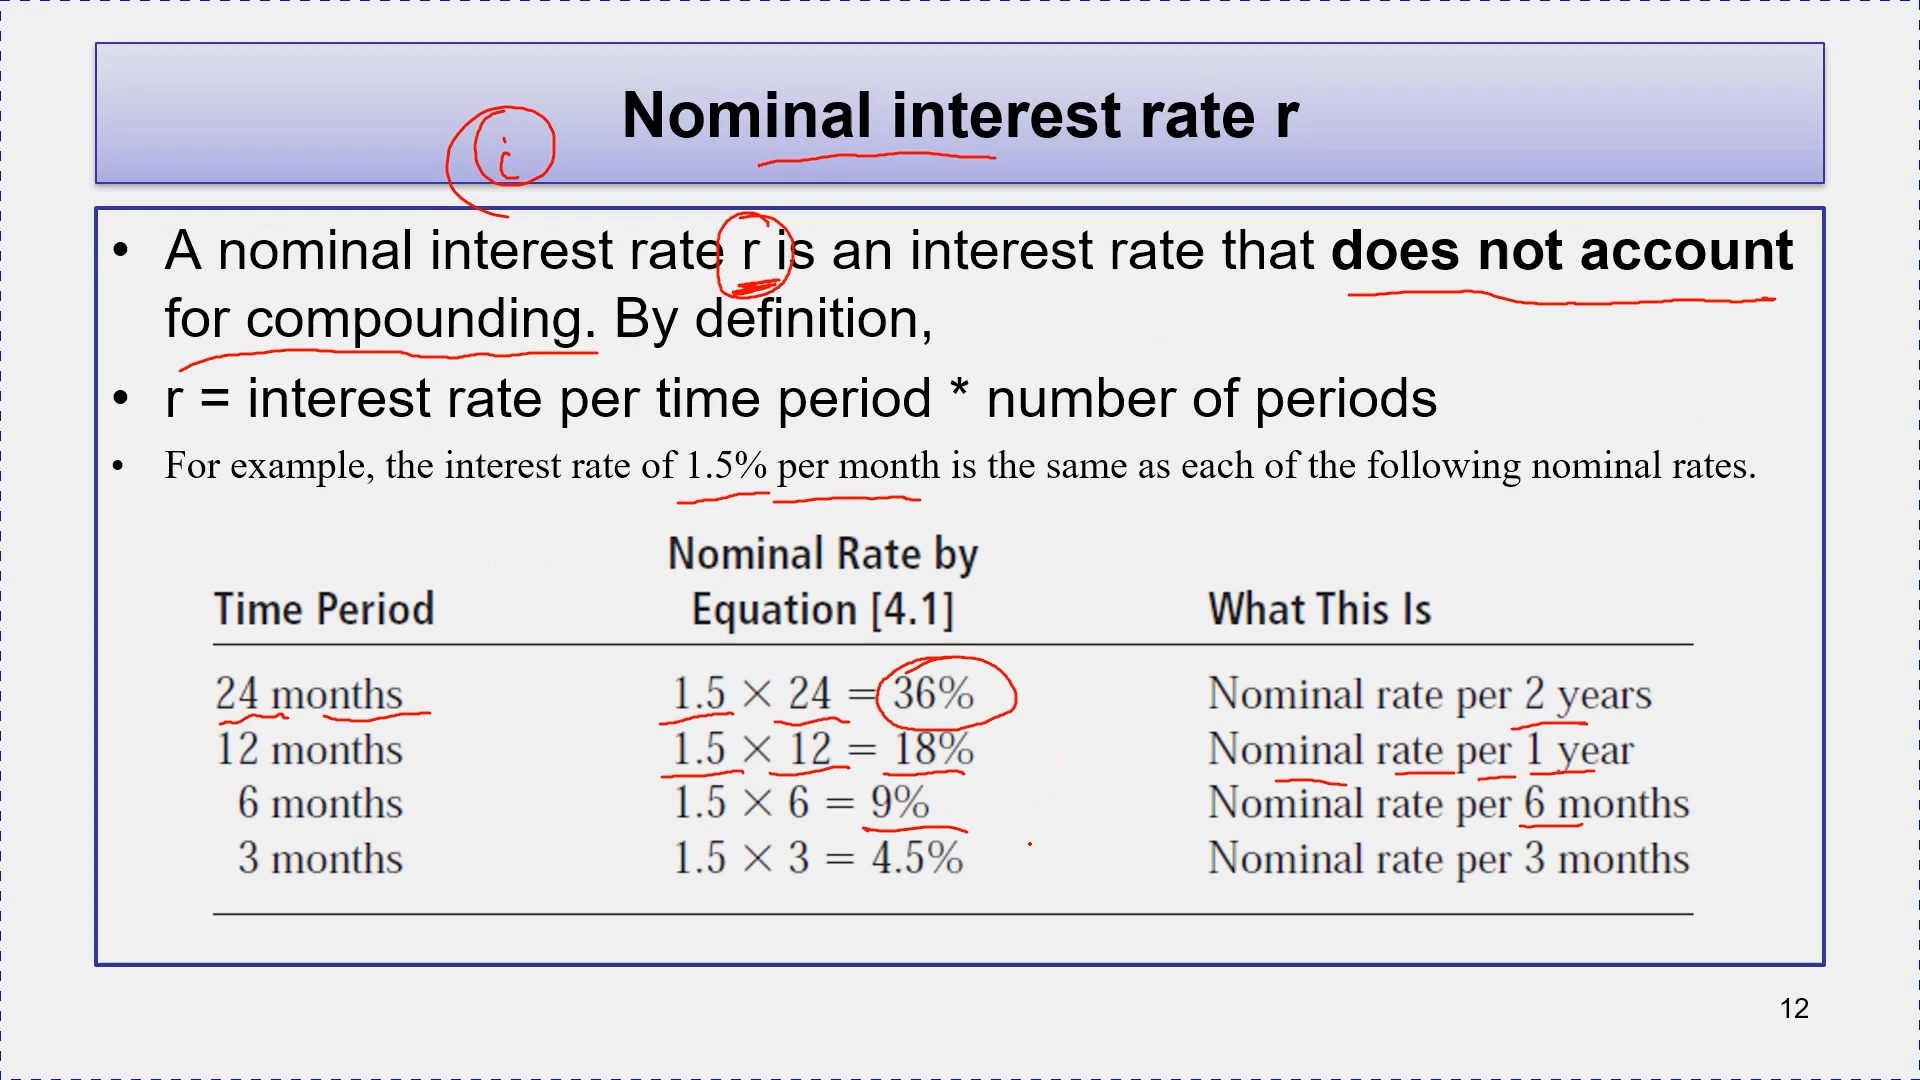 Nominal interest rate r
i
• A nominal interest rate r is an interest rate that does not account
for compounding. By definition,
• r = interest rate per time period * number of periods
• For example, the interest rate of 1.5% per month is the same as each of the following nominal rates.
Nominal Rate by
Time Period Equation [4.1] What This Is
24 months 1.5 × 24 = 36% Nominal rate per 2 years
12 months 1.5 × 12 = 18% Nominal rate per 1 year
6 months 1.5 × 6 = 9% Nominal rate per 6 months
3 months 1.5 × 3 = 4.5% Nominal rate per 3 months
12